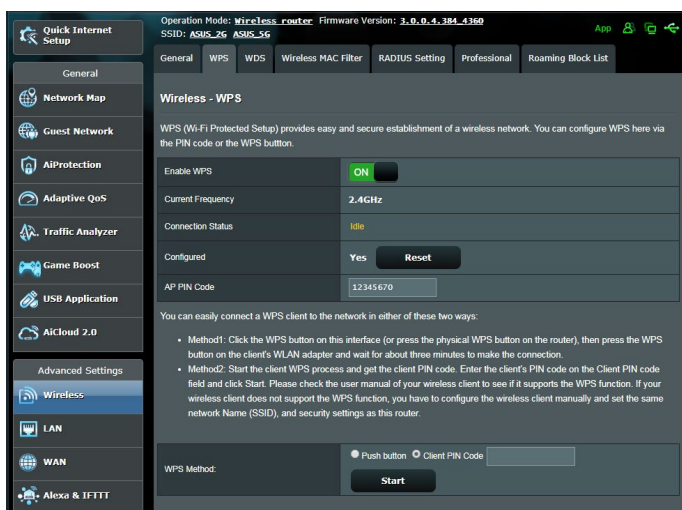 Quick Internet
Setup
General
Network Map
Guest Network
AiProtection
Adaptive QoS
Traffic Analyzer
Game Boost
USB Application
AiCloud 2.0
Advanced Settings
Wireless
LAN
WAN
Alexa & IFTTT
Operation Mode: Wireless router Firmware Version: 3.0.0.4.384_4360
SSID: ASUS_2G ASUS_5G
App
General WPS WDS Wireless MAC Filter RADIUS Setting Professional Roaming Block List
Wireless - WPS
WPS (Wi-Fi Protected Setup) provides easy and secure establishment of a wireless network. You can configure WPS here via
the PIN code or the WPS buttton.
Enable WPS ON
Current Frequency 2.4GHz
Connection Status Idle
Configured Yes Reset
AP PIN Code 12345670
You can easily connect a WPS client to the network in either of these two ways:
• Method1: Click the WPS button on this interface (or press the physical WPS button on the router), then press the WPS
button on the client's WLAN adapter and wait for about three minutes to make the connection.
• Method2: Start the client WPS process and get the client PIN code. Enter the client's PIN code on the Client PIN code
field and click Start. Please check the user manual of your wireless client to see if it supports the WPS function. If your
wireless client does not support the WPS function, you have to configure the wireless client manually and set the same
network Name (SSID), and security settings as this router.
WPS Method: Push button Client PIN Code
Start